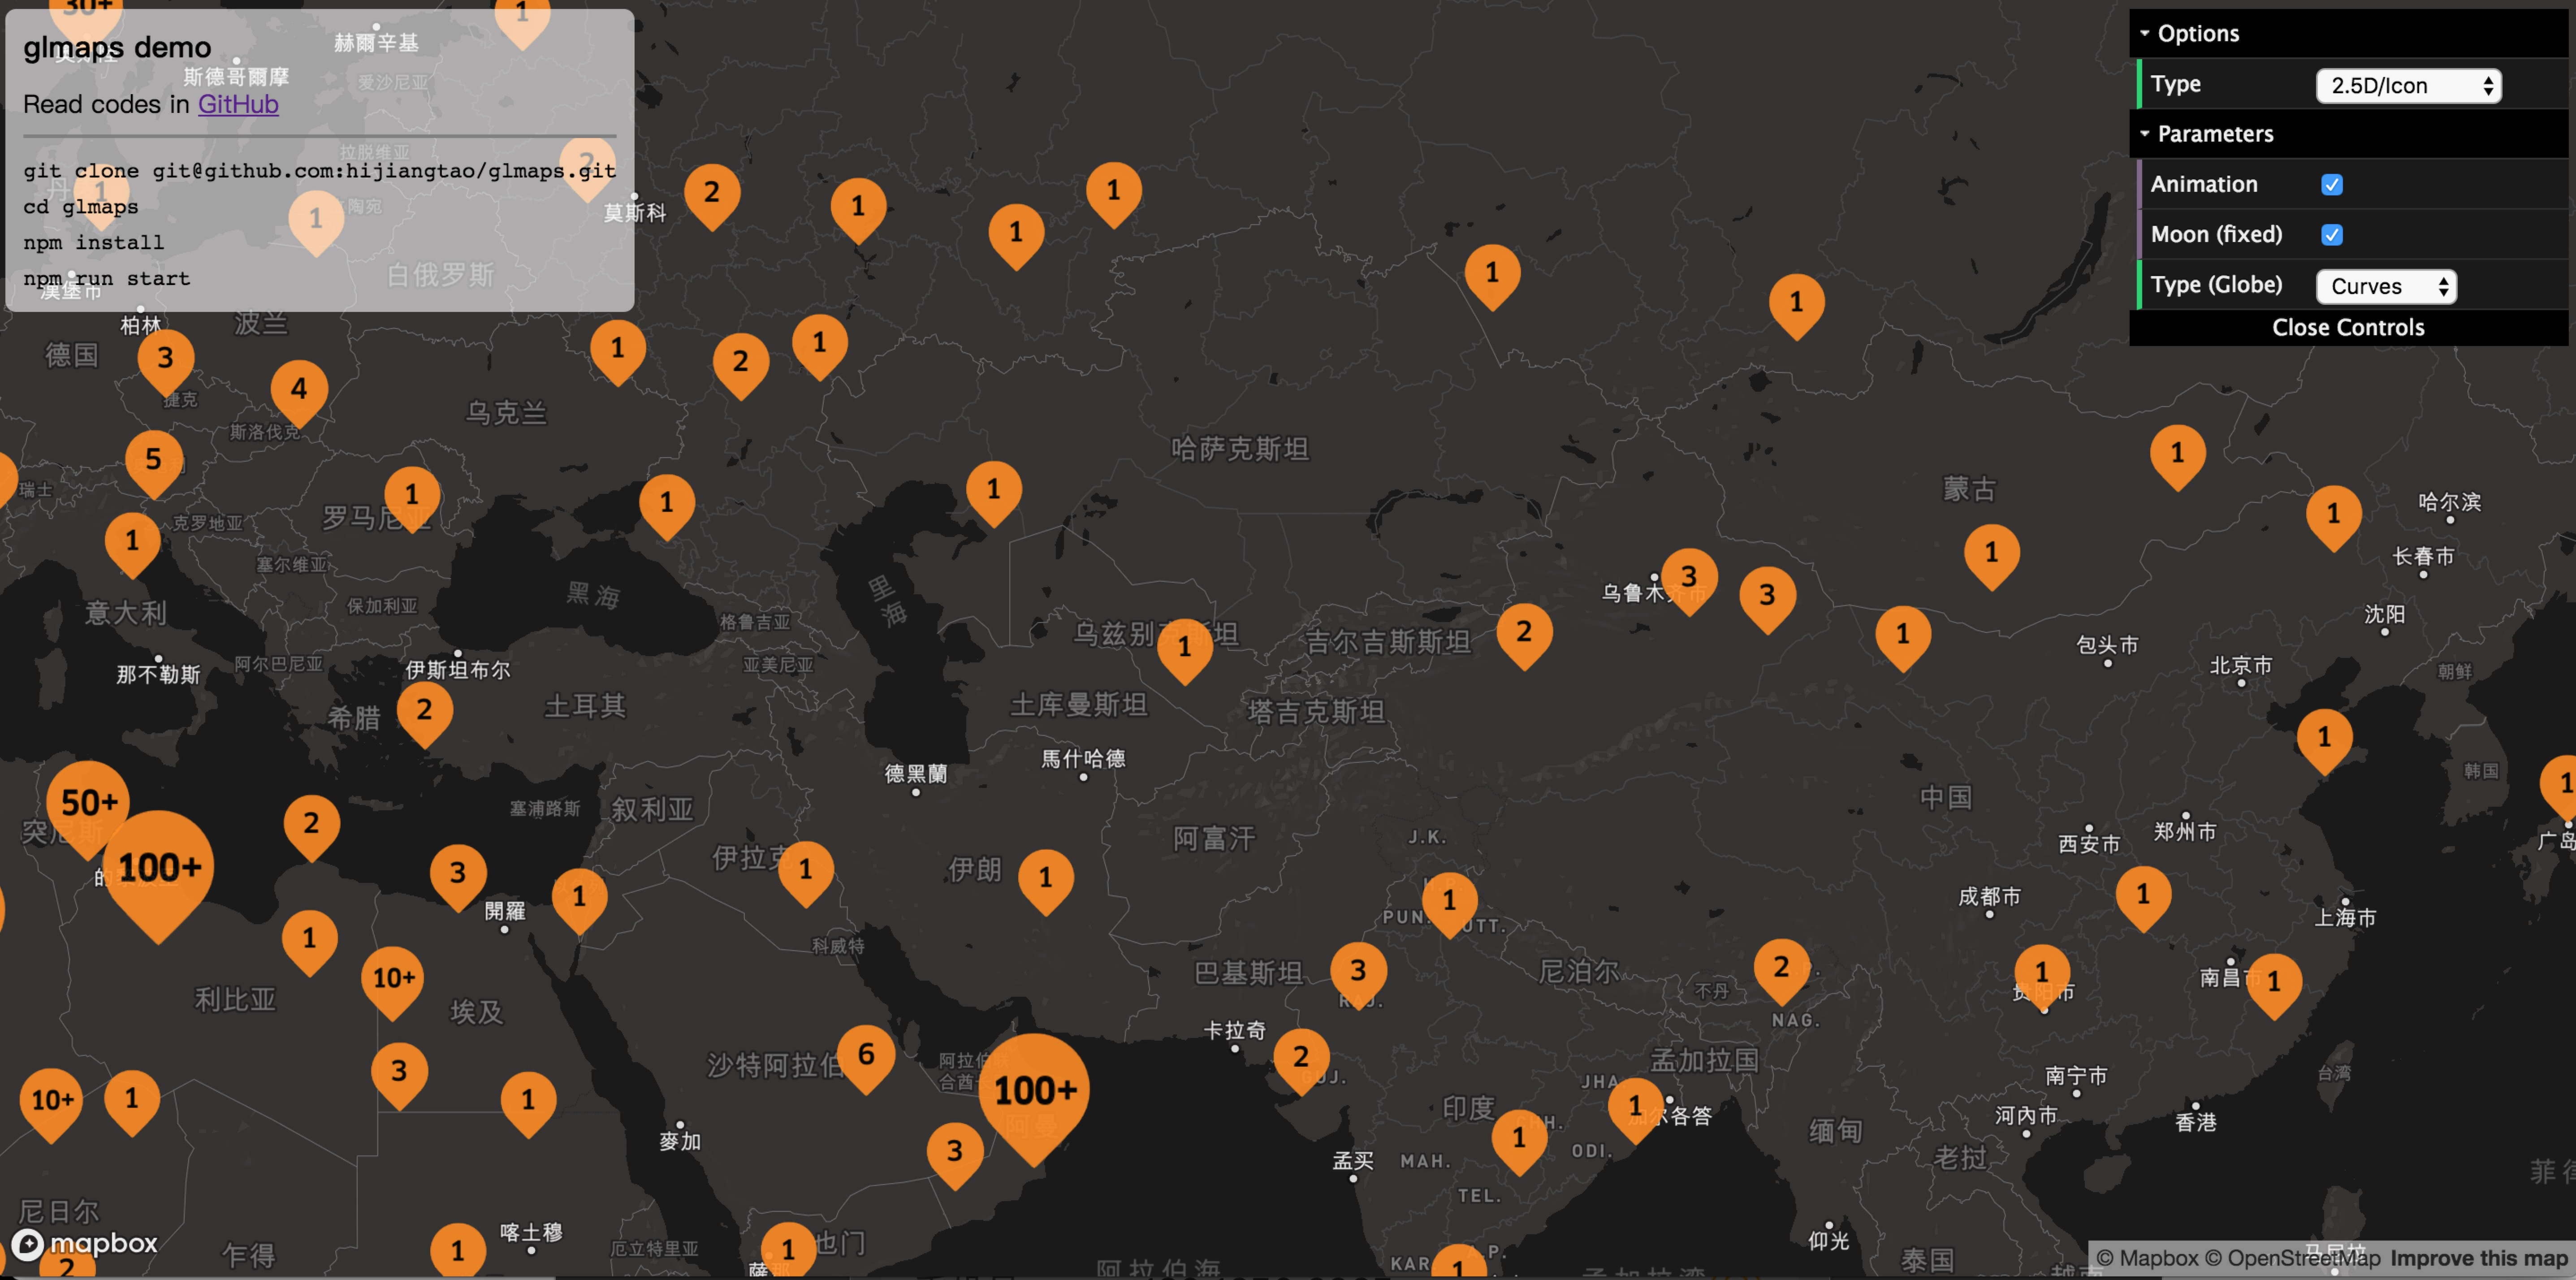 30+
1
glmaps demo
赫爾辛基
斯德哥爾摩
爱沙尼亚
Read codes in GitHub
拉脱维亚
git clone git@github.com:hijiangtao/glmaps.git
2
cd glmaps
1
1
莫斯科
npm install
白俄罗斯
npm run start
漢堡市
Options
Type
2.5D/Icon
Parameters
Animation
Moon (fixed)
Type (Globe)
Curves
Close Controls
2
1
1
1
1
1
柏林
波兰
德国
3
捷克
4
斯洛伐克
乌克兰
1
2
1
哈萨克斯坦
5
瑞士
1
罗马尼亚
克罗地亚
1
1
蒙古
1
1
哈尔滨
长春市
1
塞尔维亚
黑海
里海
意大利
保加利亚
格鲁吉亚
乌兹别克斯坦
1
吉尔吉斯斯坦
2
乌鲁木齐市
3
3
1
1
沈阳
包头市
北京市
朝鲜
那不勒斯
阿尔巴尼亚
伊斯坦布尔
亚美尼亚
土耳其
希腊
2
土库曼斯坦
塔吉克斯坦
德黑蘭
馬什哈德
1
韩国
1
中国
50+
突尼斯
100+
2
塞浦路斯
叙利亚
阿富汗
J.K.
西安市
郑州市
广岛
伊拉克
1
伊朗
1
3
開羅
1
1
PUN.
UTT.
成都市
1
上海市
1
科威特
10+
利比亚
埃及
巴基斯坦
3
RAJ.
尼泊尔
2
不丹
NAG.
1
贵阳市
南昌市
1
卡拉奇
2
GUJ.
沙特阿拉伯
6
100+
阿曼
3
孟加拉国
JHA.
印度
1
加尔各答
1
ODI.
10+
1
3
1
麥加
孟买
MAH.
TEL.
缅甸
老挝
南宁市
河內市
香港
台湾
尼日尔
mapbox
2
乍得
1
喀土穆
厄立特里亚
1
也门
阿拉伯海
KAR.
A.P.
1
仰光
泰国
© Mapbox © OpenStreetMap Improve this map